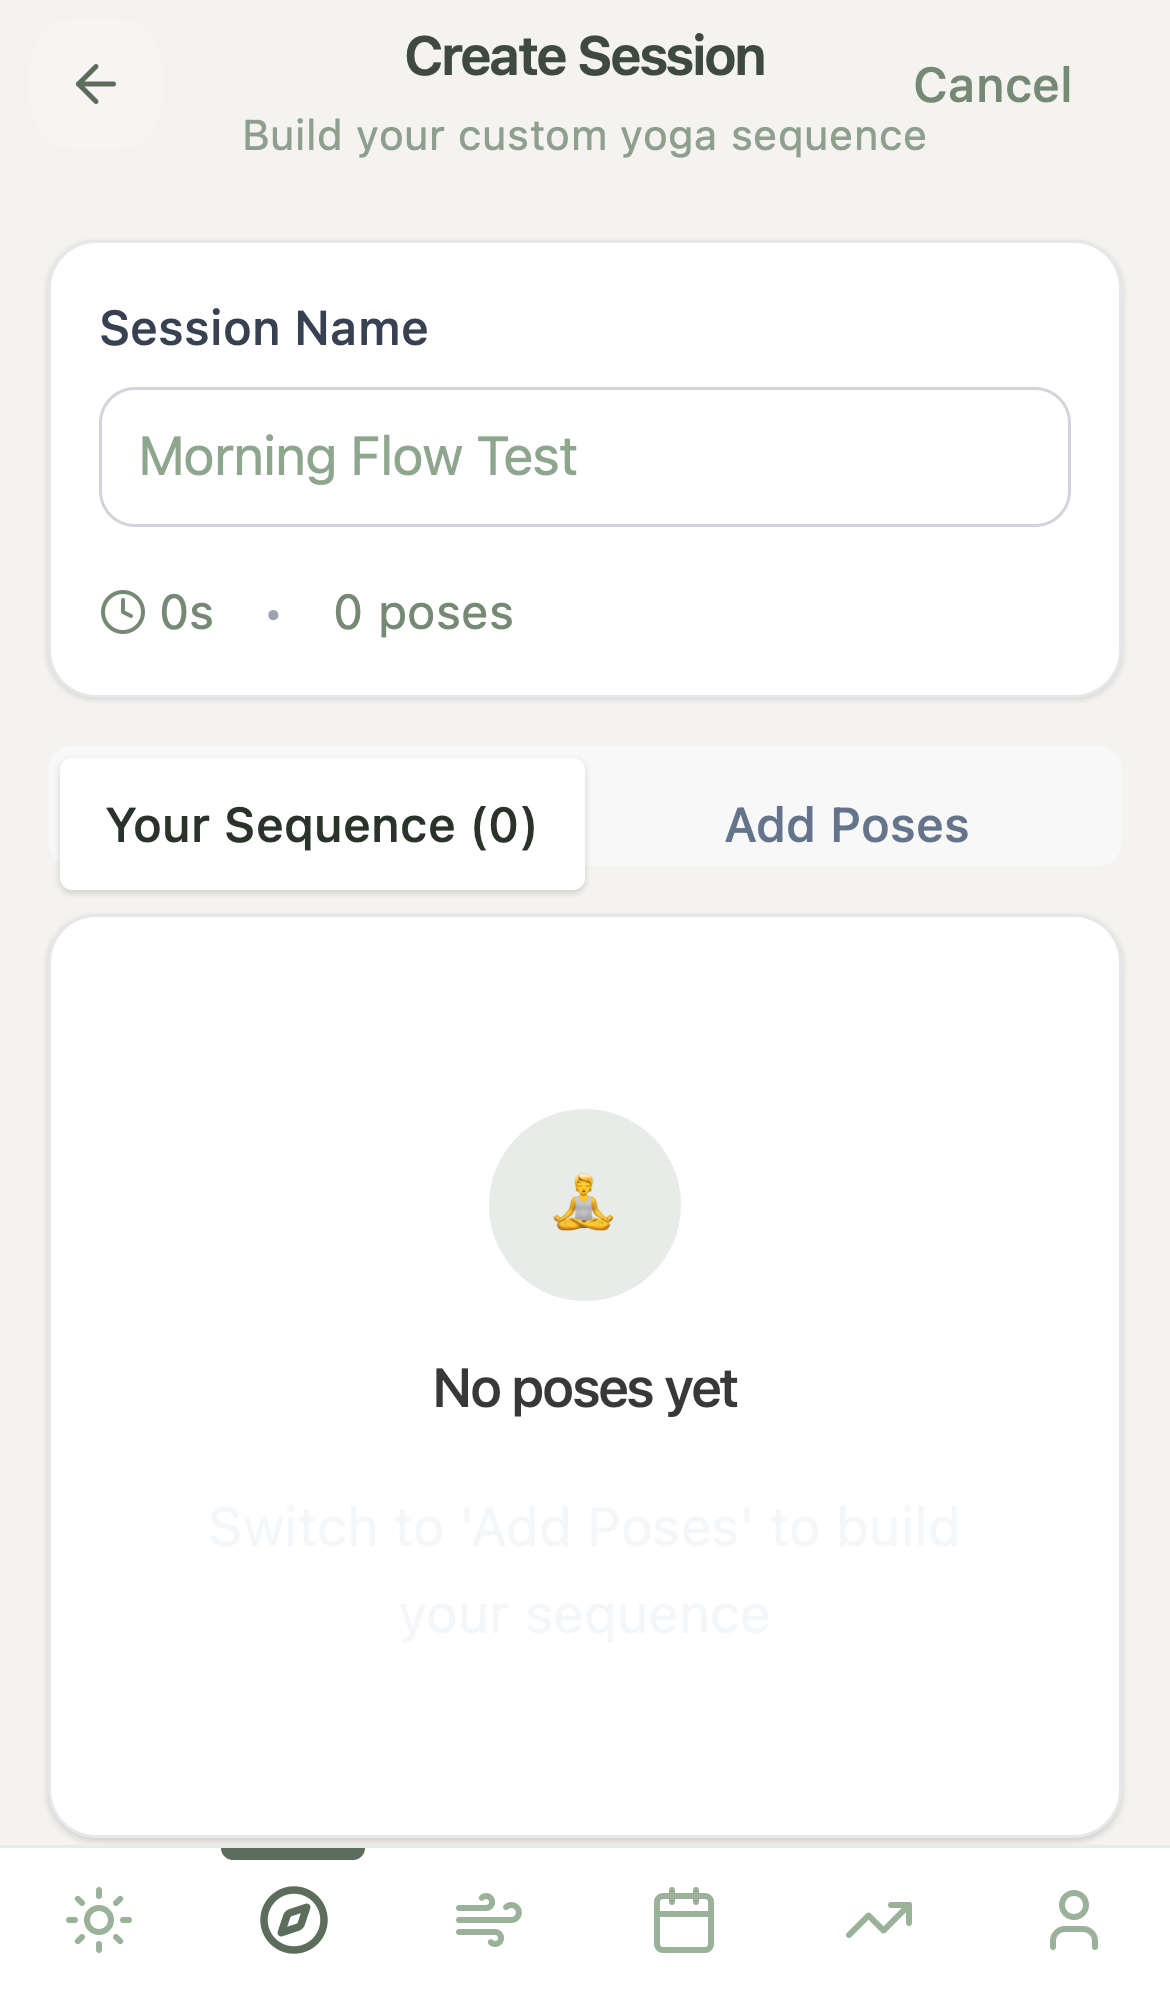 Create Session
Cancel
Build your custom yoga sequence
Session Name
Morning Flow Test
0s • 0 poses
Your Sequence (0)
Add Poses
No poses yet
Switch to 'Add Poses' to build
your sequence